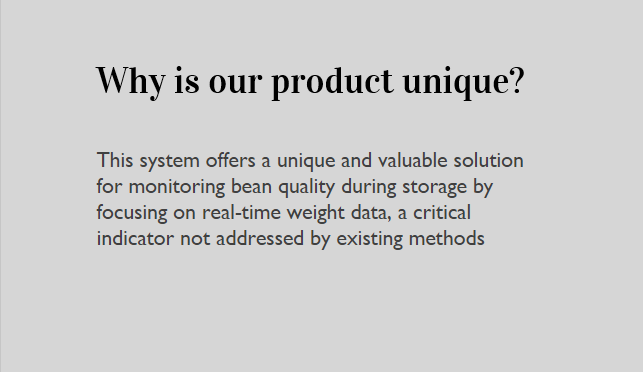 Why is our product unique?
This system offers a unique and valuable solution
for monitoring bean quality during storage by
focusing on real-time weight data, a critical
indicator not addressed by existing methods